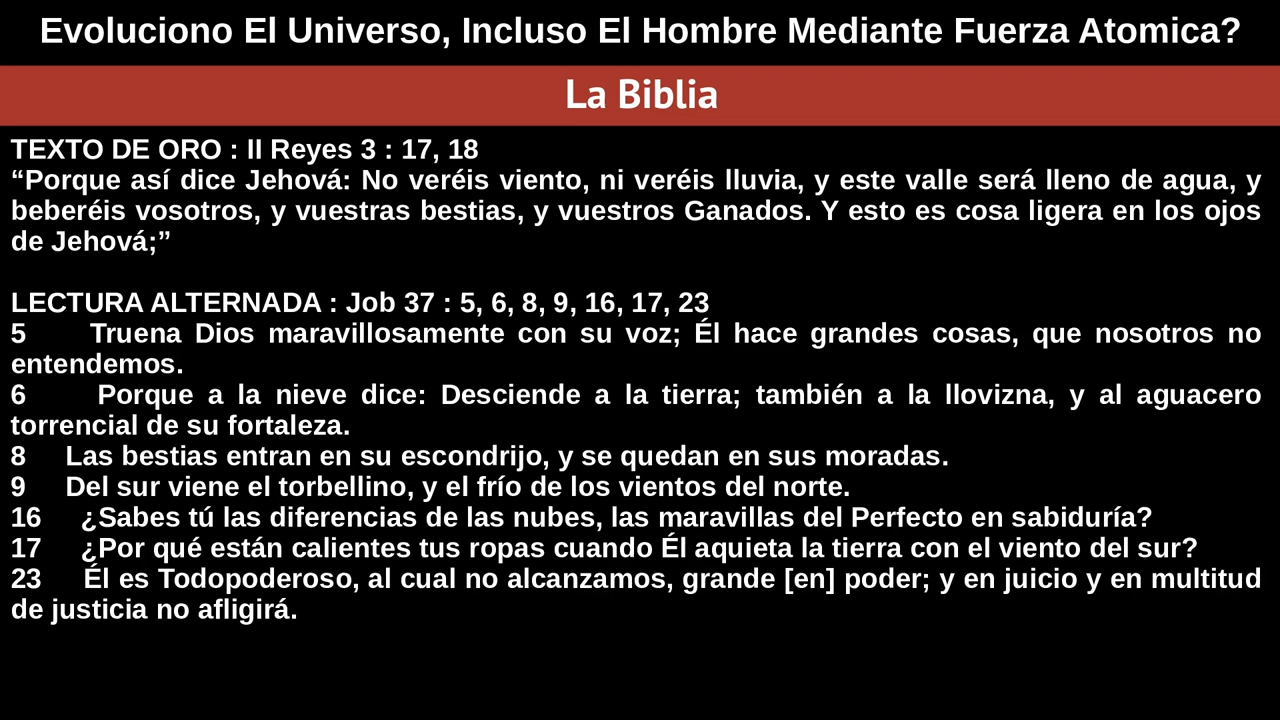 Evoluciono El Universo, Incluso El Hombre Mediante Fuerza Atomica?
La Biblia
TEXTO DE ORO : II Reyes 3 : 17, 18
“Porque así dice Jehová: No veréis viento, ni veréis lluvia, y este valle será lleno de agua, y
beberéis vosotros, y vuestras bestias, y vuestros Ganados. Y esto es cosa ligera en los ojos
de Jehová;”
LECTURA ALTERNADA : Job 37 : 5, 6, 8, 9, 16, 17, 23
5 Truena Dios maravillosamente con su voz; Él hace grandes cosas, que nosotros no
entendemos.
6 Porque a la nieve dice: Desciende a la tierra; también a la llovizna, y al aguacero
torrencial de su fortaleza.
8 Las bestias entran en su escondrijo, y se quedan en sus moradas.
9 Del sur viene el torbellino, y el frío de los vientos del norte.
16 ¿Sabes tú las diferencias de las nubes, las maravillas del Perfecto en sabiduría?
17 ¿Por qué están calientes tus ropas cuando Él aquieta la tierra con el viento del sur?
23 Él es Todopoderoso, al cual no alcanzamos, grande [en] poder; y en juicio y en multitud
de justicia no afligirá.